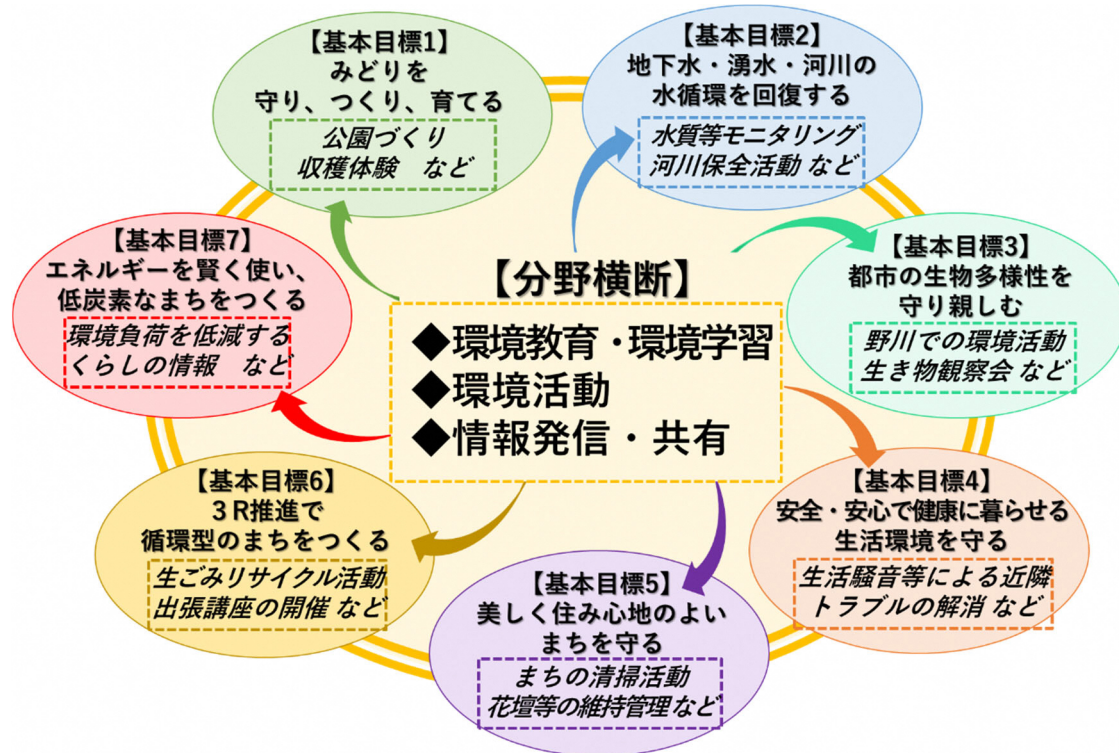 【基本目標1】
みどりを
守り、つくり、育てる
公園づくり
収穫体験　など
【基本目標2】
地下水・湧水・河川の
水循環を回復する
水質等モニタリング
河川保全活動 など
【基本目標3】
都市の生物多様性を
守り親しむ
野川での環境活動
生き物観察会 など
【基本目標4】
安全・安心で健康に暮らせる
生活環境を守る
生活騒音等による近隣
トラブルの解消 など
【基本目標5】
美しく住み心地のよい
まちを守る
まちの清掃活動
花壇等の維持管理 など
【基本目標6】
３R推進で
循環型のまちをつくる
生ごみリサイクル活動
出張講座の開催 など
【基本目標7】
エネルギーを賢く使い、
低炭素なまちをつくる
環境負荷を低減する
くらしの情報　など
【分野横断】
◆環境教育・環境学習
◆環境活動
◆情報発信・共有